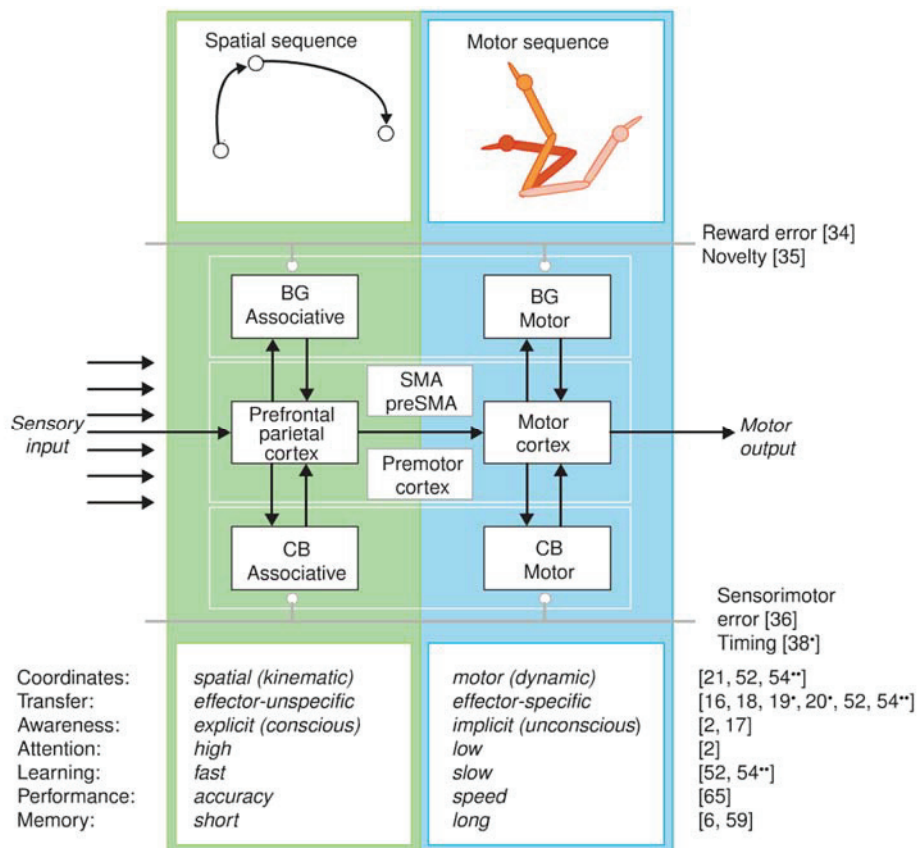 Spatial sequence
Motor sequence
Reward error [34]
Novelty [35]
BG
Associative
BG
Motor
SMA
preSMA
Sensory
input
Prefrontal
parietal
cortex
Motor
cortex
Motor
output
Premotor
cortex
CB
Associative
CB
Motor
Sensorimotor
error [36]
Timing [38•]
Coordinates: spatial (kinematic) motor (dynamic) [21, 52, 54••]
Transfer: effector-unspecific effector-specific [16, 18, 19•, 20•, 52, 54••]
Awareness: explicit (conscious) implicit (unconscious) [2, 17]
Attention: high low [2]
Learning: fast slow [52, 54••]
Performance: accuracy speed [65]
Memory: short long [6, 59]